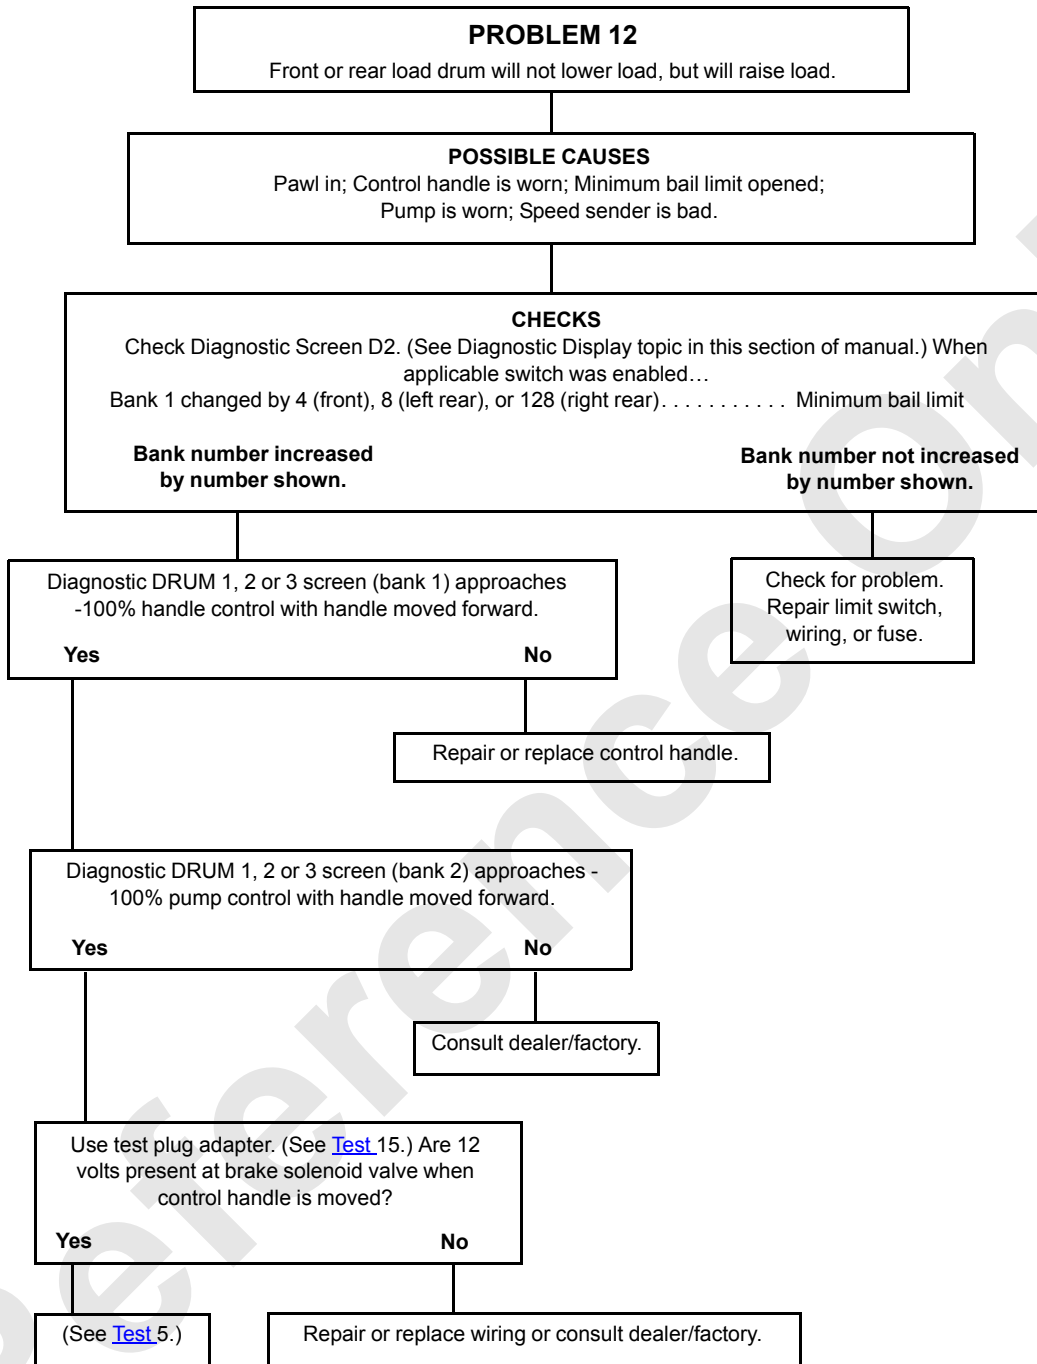 PROBLEM 12
Front or rear load drum will not lower load, but will raise load.
POSSIBLE CAUSES
Pawl in; Control handle is worn; Minimum bail limit opened;
Pump is worn; Speed sender is bad.
CHECKS
Check Diagnostic Screen D2. (See Diagnostic Display topic in this section of manual.) When
applicable switch was enabled…
Bank 1 changed by 4 (front), 8 (left rear), or 128 (right rear). . . . . . . . . . . Minimum bail limit
Bank number increased
by number shown.
Bank number not increased
by number shown.
Diagnostic DRUM 1, 2 or 3 screen (bank 1) approaches
-100% handle control with handle moved forward.
Yes
No
Check for problem.
Repair limit switch,
wiring, or fuse.
Repair or replace control handle.
Diagnostic DRUM 1, 2 or 3 screen (bank 2) approaches -
100% pump control with handle moved forward.
Yes
No
Consult dealer/factory.
Use test plug adapter. (See Test 15.) Are 12
volts present at brake solenoid valve when
control handle is moved?
Yes
No
(See Test 5.)
Repair or replace wiring or consult dealer/factory.